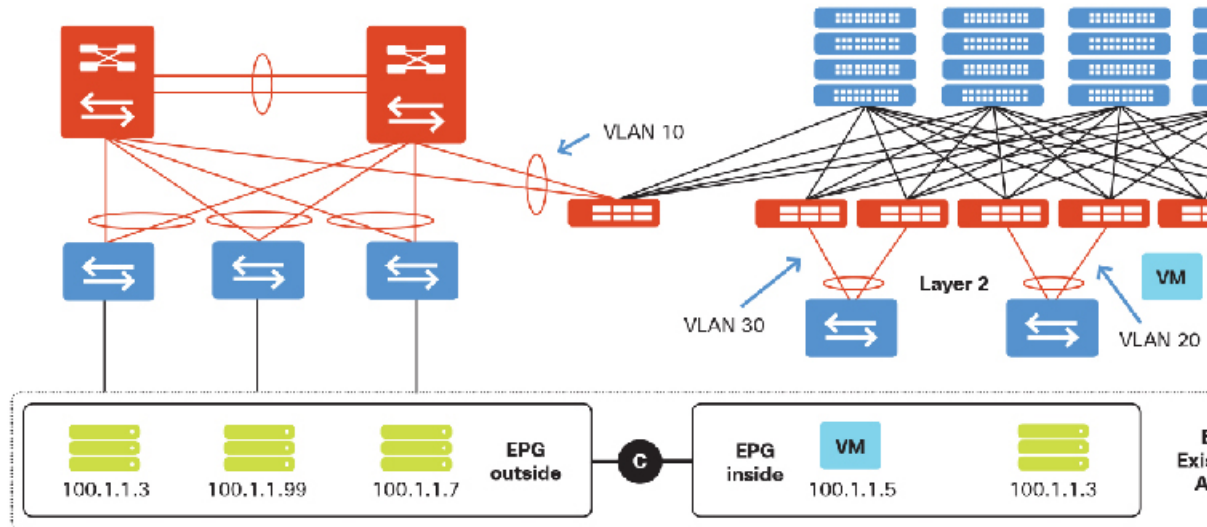 VLAN 10
VLAN 30
Layer 2
VM
VLAN 20
EPG
outside
C
EPG
inside
VM
100.1.1.3
100.1.1.99
100.1.1.7
100.1.1.5
100.1.1.3